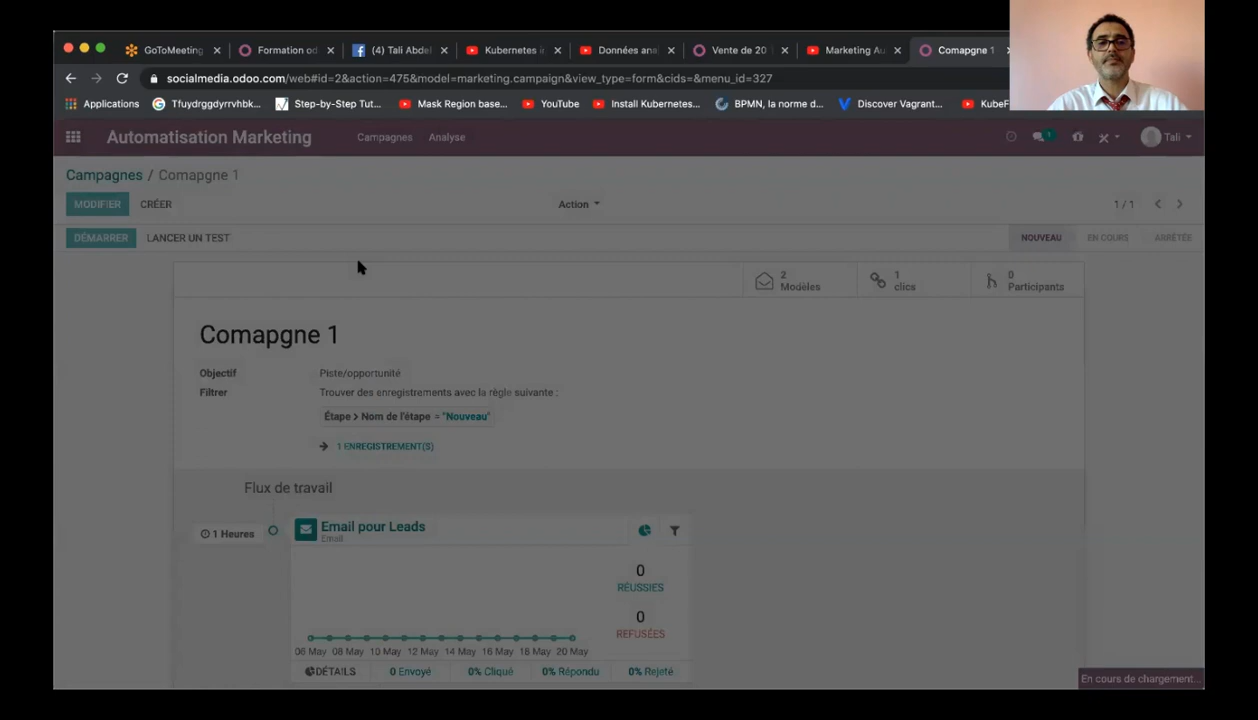 GoToMeeting
Formation od
(4) Tali Abdel
Kubernetes i
Données ana
Vente de 20
Marketing Au
Comapgne 1
socialmedia.odoo.com/web#id=2&action=475&model=marketing.campaign&view_type=form&cids=&menu_id=327
Applications
Tfuydrggdyrrvhbk...
Step-by-Step Tut...
Mask Region base...
YouTube
Install Kubernetes...
BPMN, la norme d...
Discover Vagrant...
KubeF
Automatisation Marketing
Campagnes
Analyse
1
Tali
Campagnes / Comapgne 1
MODIFIER
CRÉER
Action
1 / 1
DÉMARRER
LANCER UN TEST
NOUVEAU
EN COURS
ARRÊTÉE
2
Modèles
1
clics
0
Participants
Comapgne 1
Objectif
Piste/opportunité
Filtrer
Trouver des enregistrements avec la règle suivante :
Étape > Nom de l'étape = "Nouveau"
1 ENREGISTREMENT(S)
Flux de travail
1 Heures
Email pour Leads
Email
0
RÉUSSIES
0
REFUSÉES
06 May 08 May 10 May 12 May 14 May 16 May 18 May 20 May
DÉTAILS
0 Envoyé
0% Cliqué
0% Répondu
0% Rejeté
En cours de chargement...